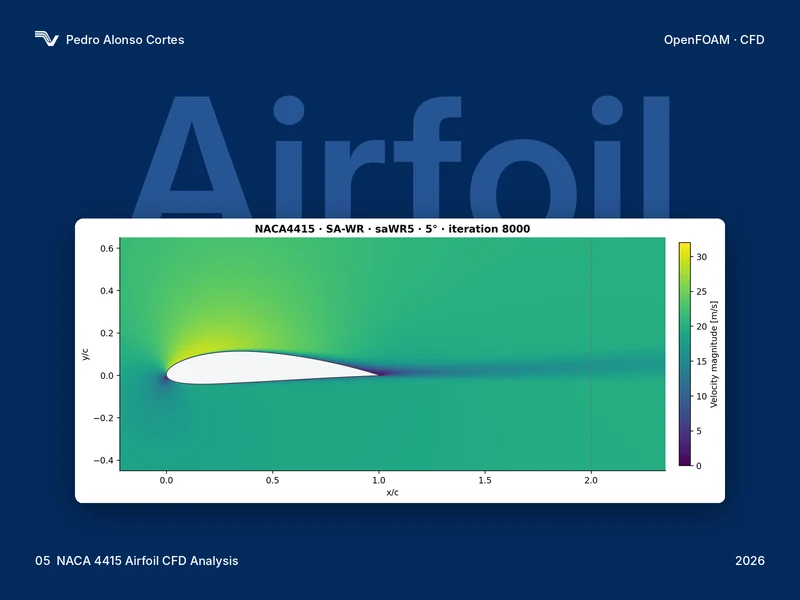 Pedro Alonso Cortes
OpenFOAM · CFD
Airfoil
NACA4415 · SA-WR · saWR5 · 5° · iteration 8000
y/c
0.6
0.4
0.2
0.0
−0.2
−0.4
0.0
0.5
1.0
1.5
2.0
x/c
30
25
20
15
10
5
0
Velocity magnitude [m/s]
05 NACA 4415 Airfoil CFD Analysis
2026